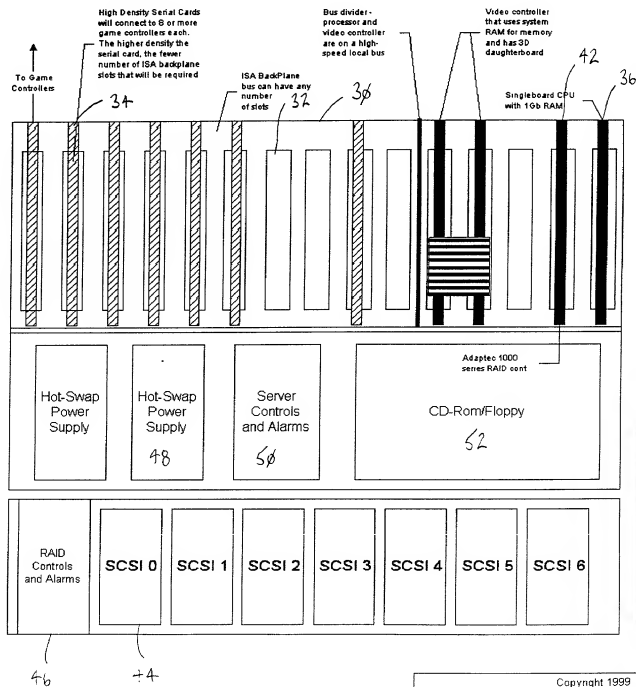 High Density Serial Cards
will connect to 8 or more
game controllers each.
The higher density the
serial card, the fewer
number of ISA backplane
slots that will be required
Bus divider-
processor and
video controller
are on a high-
speed local bus
Video controller
that uses system
RAM for memory
and has 3D
daughterboard
To Game
Controllers
34
ISA BackPlane
bus can have any
number
of slots
32
30
42
36
Singleboard CPU
with 1Gb RAM
Adaptec 1000
series RAID cont
Hot-Swap
Power
Supply
Hot-Swap
Power
Supply
48
Server
Controls
and Alarms
50
CD-Rom/Floppy
52
RAID
Controls
and Alarms
SCSI 0
SCSI 1
SCSI 2
SCSI 3
SCSI 4
SCSI 5
SCSI 6
46
44
Copyright 1999